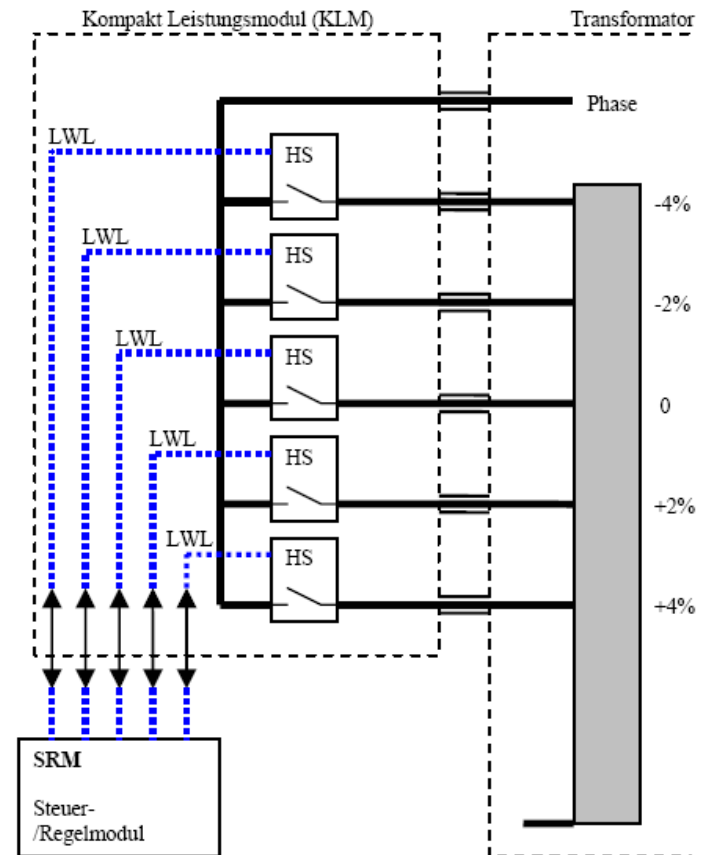 Kompakt Leistungsmodul (KLM)
Transformator
Phase
LWL
HS
-4%
LWL
HS
-2%
LWL
HS
0
LWL
HS
+2%
LWL
HS
+4%
SRM
Steuer-
/Regelmodul